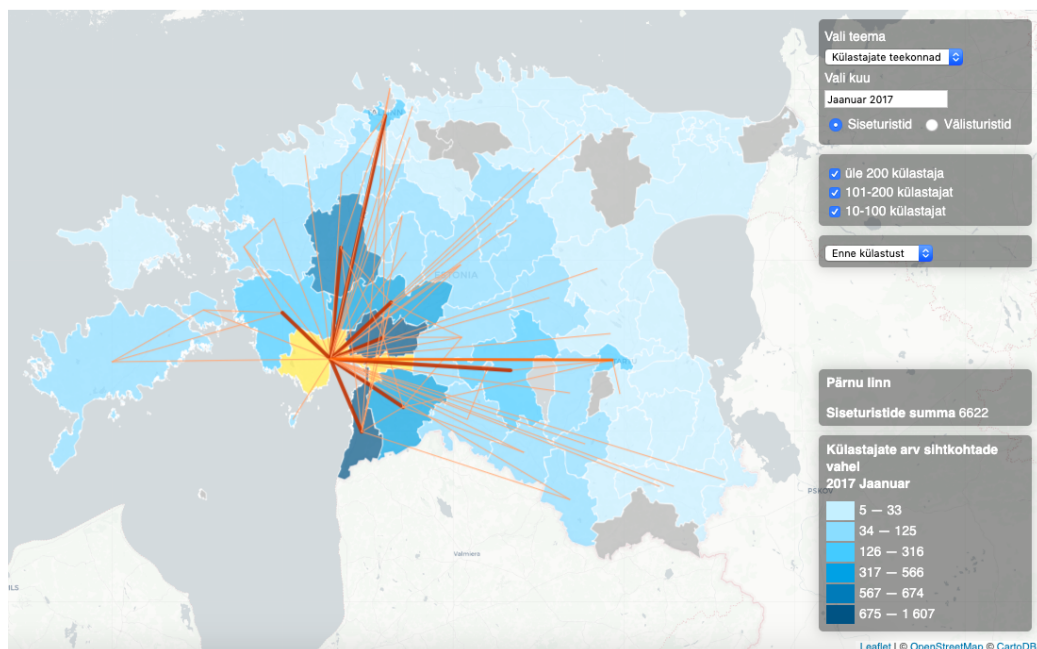 Vali teema
Külastajate teekonnad
Vali kuu
Jaanuar 2017
Siseturistid
Välisturistid
üle 200 külastaja
101-200 külastajat
10-100 külastajat
Enne külastust
ESTONIA
Pärnu linn
Siseturistide summa 6622
Külastajate arv sihtkohtade
vahel
2017 Jaanuar
5 — 33
34 — 125
126 — 316
317 — 566
567 — 674
675 — 1 607
PSKOV
Valmiera
ILS
Leaflet | © OpenStreetMap © CartoDB